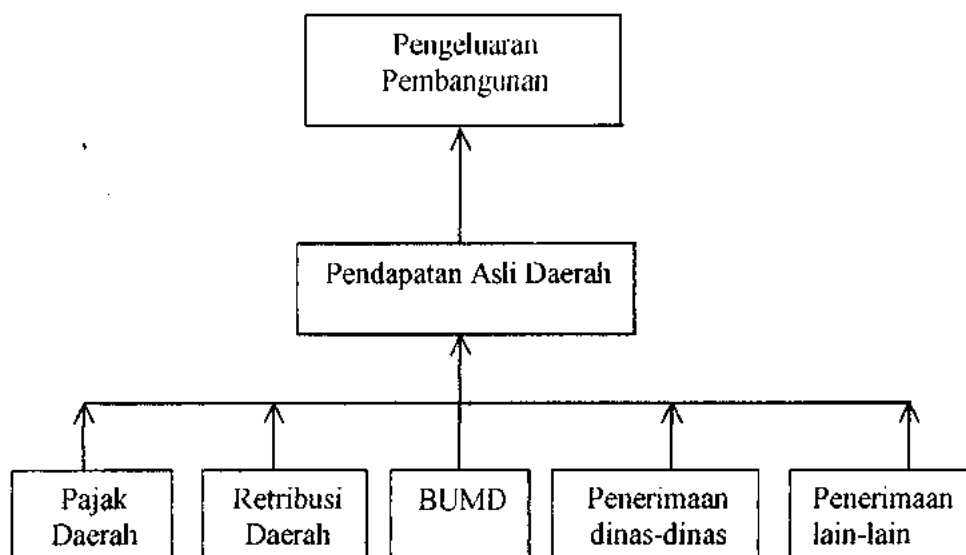 Pengeluaran
Pembangunan
Pendapatan Asli Daerah
Pajak
Daerah
Retribusi
Daerah
BUMD
Penerimaan
dinas-dinas
Penerimaan
lain-lain